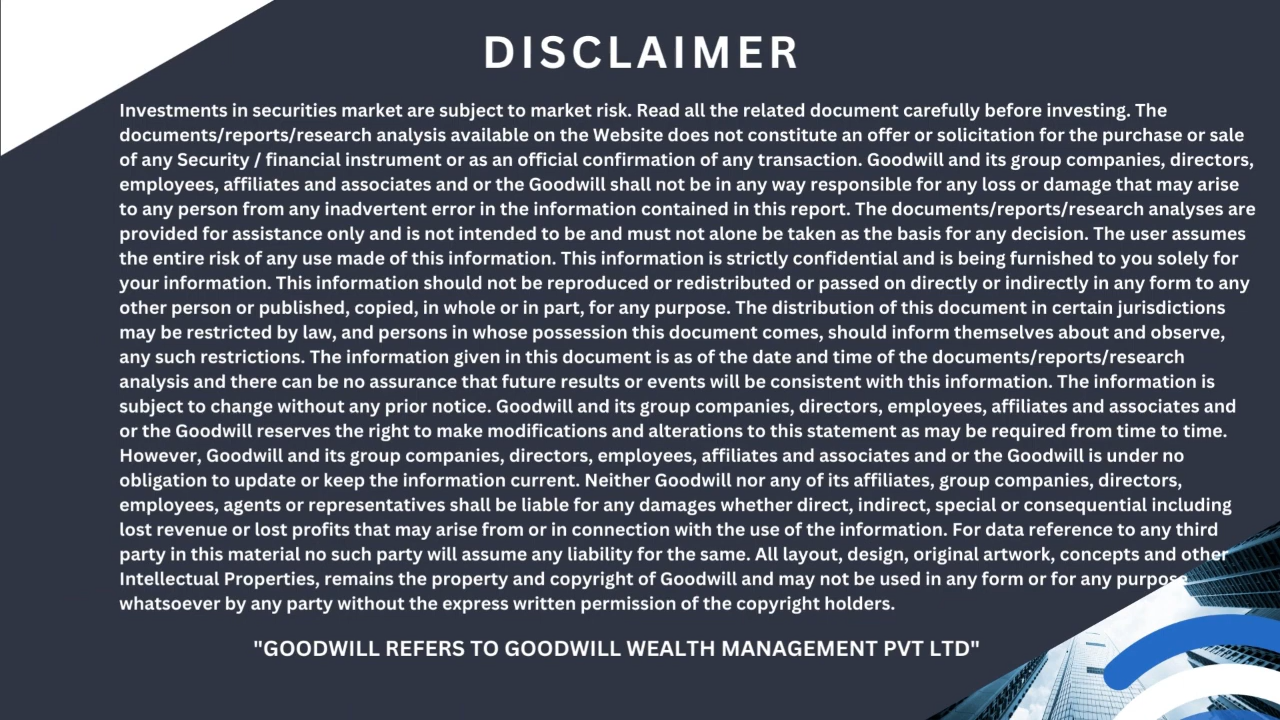 DISCLAIMER
Investments in securities market are subject to market risk. Read all the related document carefully before investing. The
documents/reports/research analysis available on the Website does not constitute an offer or solicitation for the purchase or sale
of any Security / financial instrument or as an official confirmation of any transaction. Goodwill and its group companies, directors,
employees, affiliates and associates and or the Goodwill shall not be in any way responsible for any loss or damage that may arise
to any person from any inadvertent error in the information contained in this report. The documents/reports/research analyses are
provided for assistance only and is not intended to be and must not alone be taken as the basis for any decision. The user assumes
the entire risk of any use made of this information. This information is strictly confidential and is being furnished to you solely for
your information. This information should not be reproduced or redistributed or passed on directly or indirectly in any form to any
other person or published, copied, in whole or in part, for any purpose. The distribution of this document in certain jurisdictions
may be restricted by law, and persons in whose possession this document comes, should inform themselves about and observe,
any such restrictions. The information given in this document is as of the date and time of the documents/reports/research
analysis and there can be no assurance that future results or events will be consistent with this information. The information is
subject to change without any prior notice. Goodwill and its group companies, directors, employees, affiliates and associates and
or the Goodwill reserves the right to make modifications and alterations to this statement as may be required from time to time.
However, Goodwill and its group companies, directors, employees, affiliates and associates and or the Goodwill is under no
obligation to update or keep the information current. Neither Goodwill nor any of its affiliates, group companies, directors,
employees, agents or representatives shall be liable for any damages whether direct, indirect, special or consequential including
lost revenue or lost profits that may arise from or in connection with the use of the information. For data reference to any third
party in this material no such party will assume any liability for the same. All layout, design, original artwork, concepts and other
Intellectual Properties, remains the property and copyright of Goodwill and may not be used in any form or for any purpose
whatsoever by any party without the express written permission of the copyright holders.
"GOODWILL REFERS TO GOODWILL WEALTH MANAGEMENT PVT LTD"